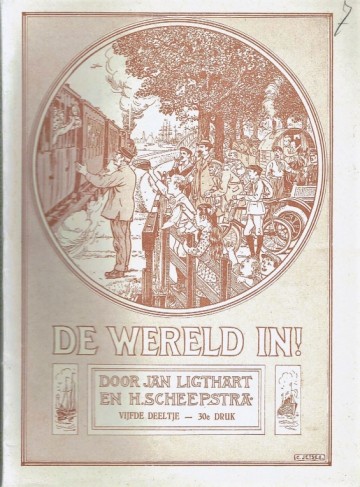 7
DE WERELD IN!
DOOR JAN LIGTHART
EN H. SCHEEPSTRA
VIJFDE DEELTJE — 30e DRUK
C. JETSES